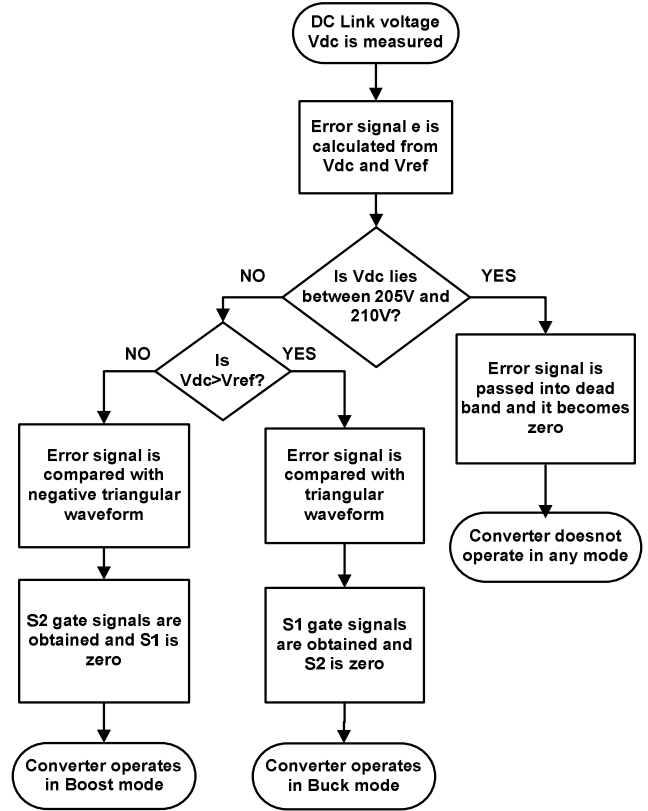 DC Link voltage
Vdc is measured
Error signal e is
calculated from
Vdc and Vref
Is Vdc lies
between 205V and
210V?
NO
YES
Is
Vdc>Vref?
NO
YES
Error signal is
passed into dead
band and it becomes
zero
Error signal is
compared with
negative triangular
waveform
Error signal is
compared with
triangular
waveform
Converter doesnot
operate in any mode
S2 gate signals are
obtained and S1 is
zero
S1 gate signals
are obtained and
S2 is zero
Converter operates
in Boost mode
Converter operates
in Buck mode